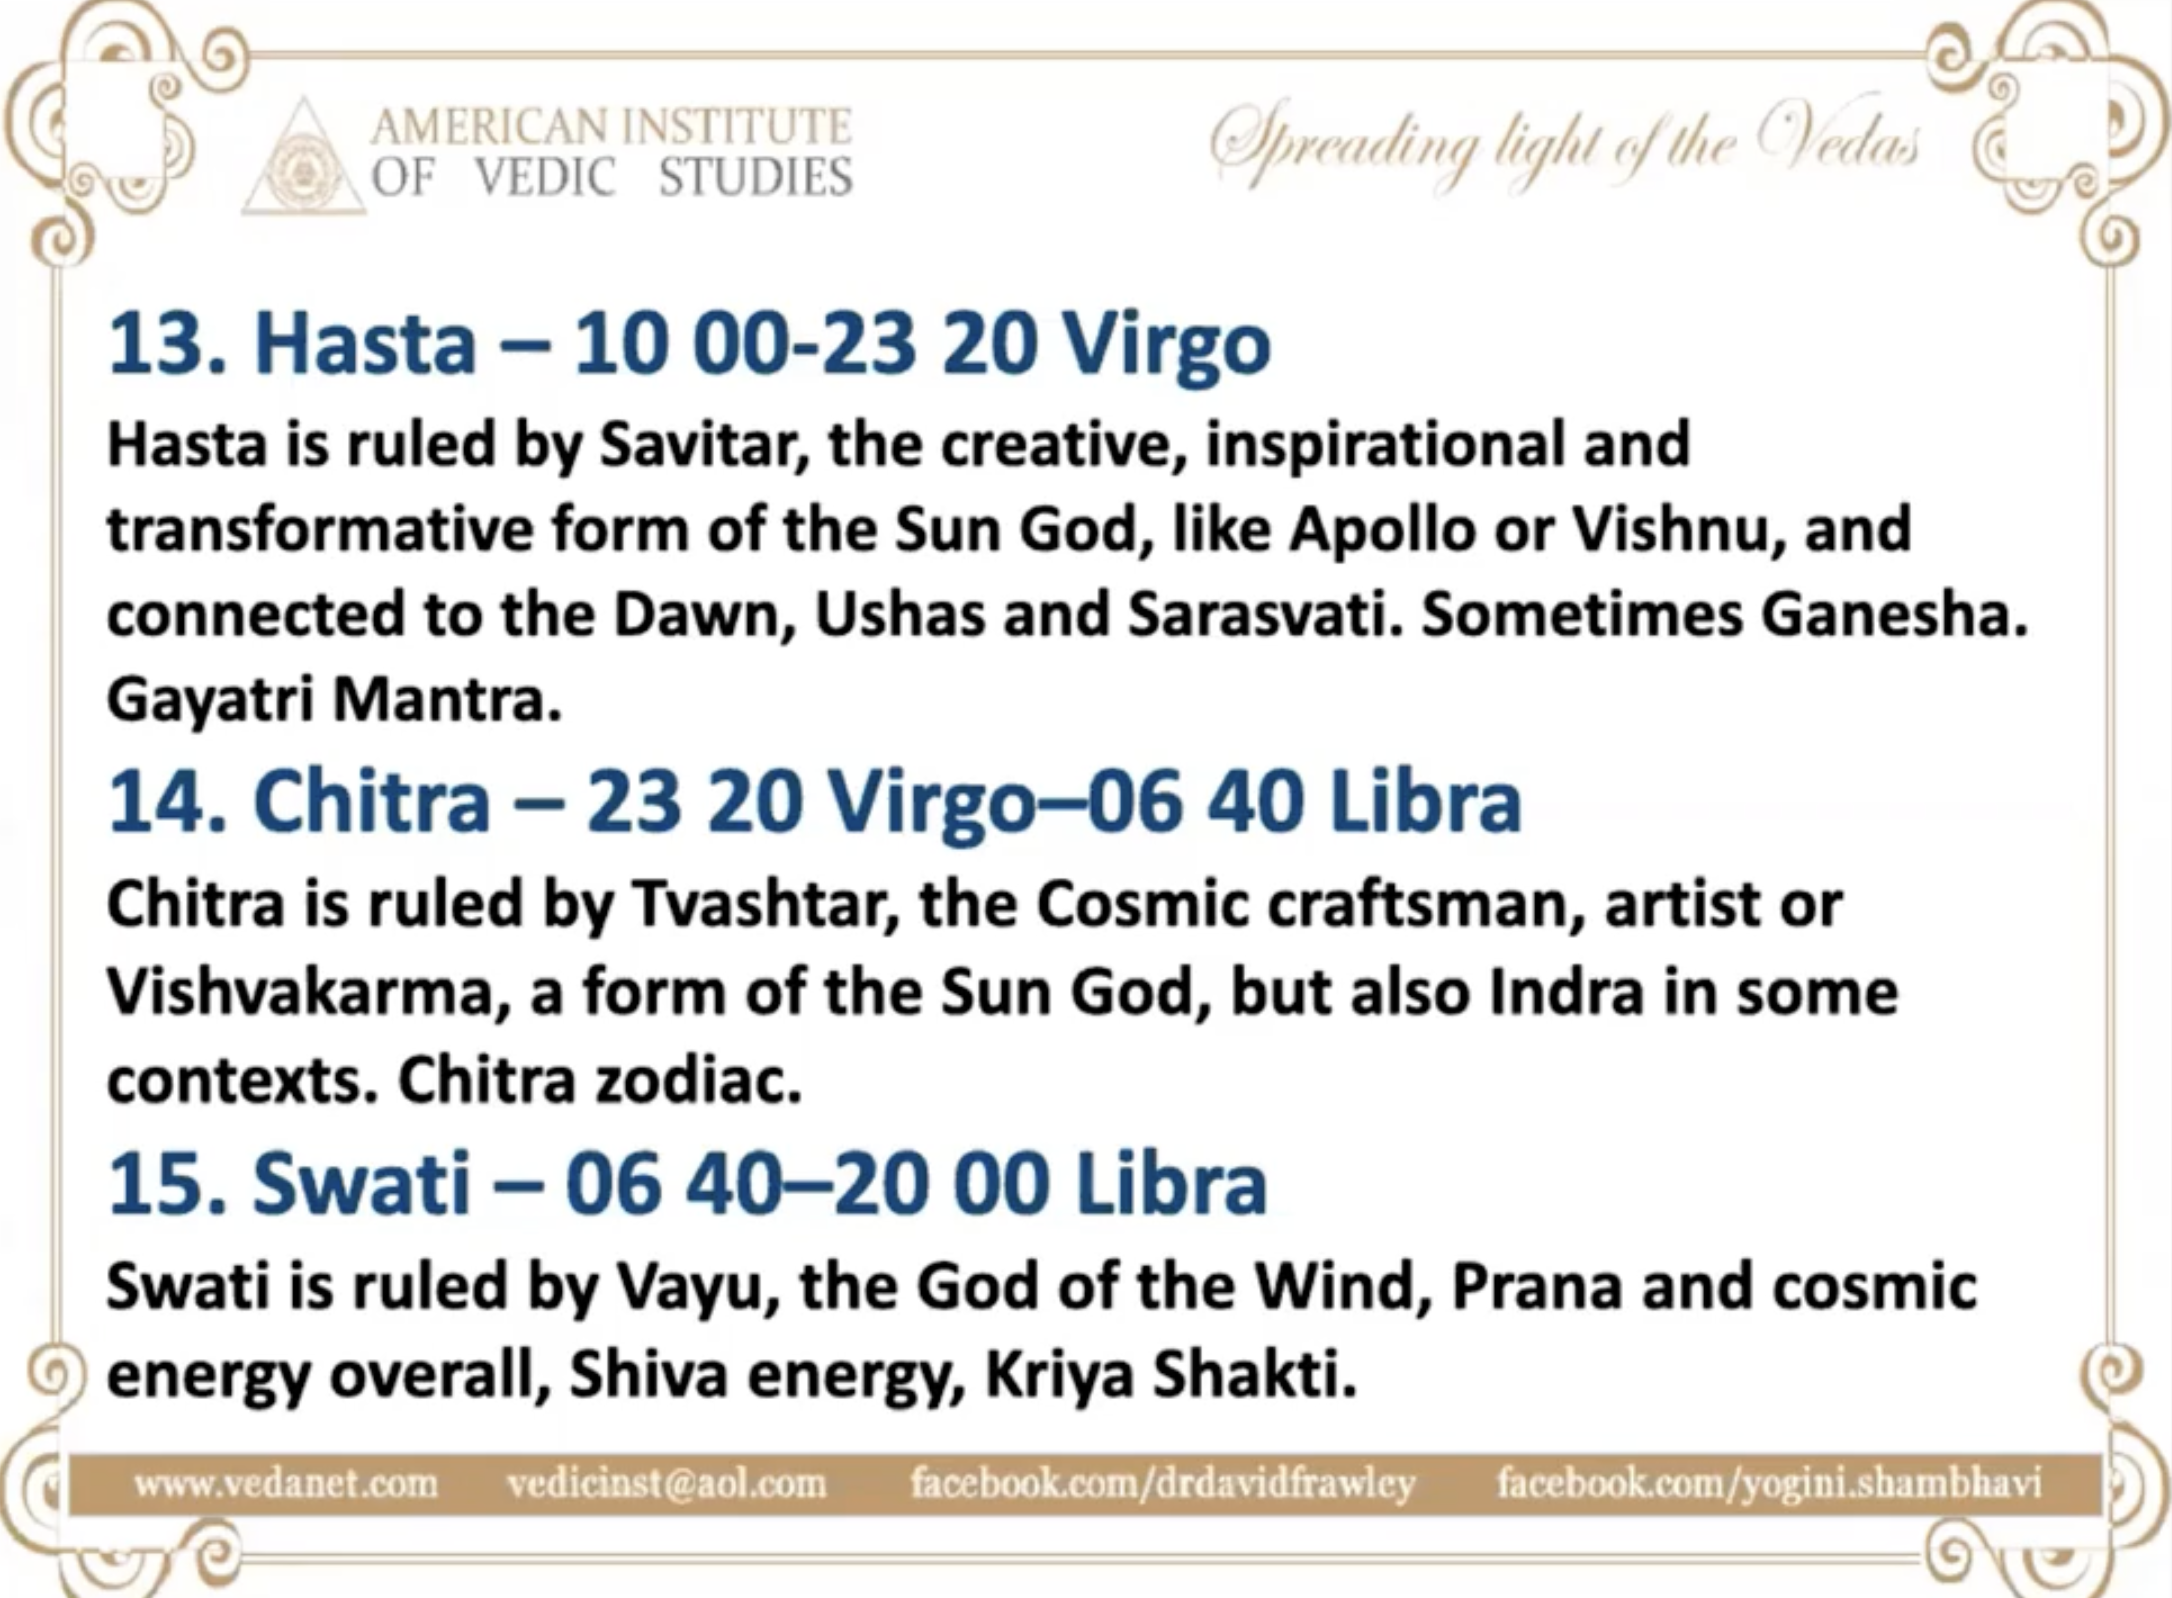 AMERICAN INSTITUTE
OF VEDIC STUDIES
Spreading light of the Vedas
13. Hasta – 10 00-23 20 Virgo
Hasta is ruled by Savitar, the creative, inspirational and
transformative form of the Sun God, like Apollo or Vishnu, and
connected to the Dawn, Ushas and Sarasvati. Sometimes Ganesha.
Gayatri Mantra.
14. Chitra – 23 20 Virgo–06 40 Libra
Chitra is ruled by Tvashtar, the Cosmic craftsman, artist or
Vishvakarma, a form of the Sun God, but also Indra in some
contexts. Chitra zodiac.
15. Swati – 06 40–20 00 Libra
Swati is ruled by Vayu, the God of the Wind, Prana and cosmic
energy overall, Shiva energy, Kriya Shakti.
www.vedanet.com vedicinst@aol.com facebook.com/drdavidfrawley facebook.com/yogini.shambhavi